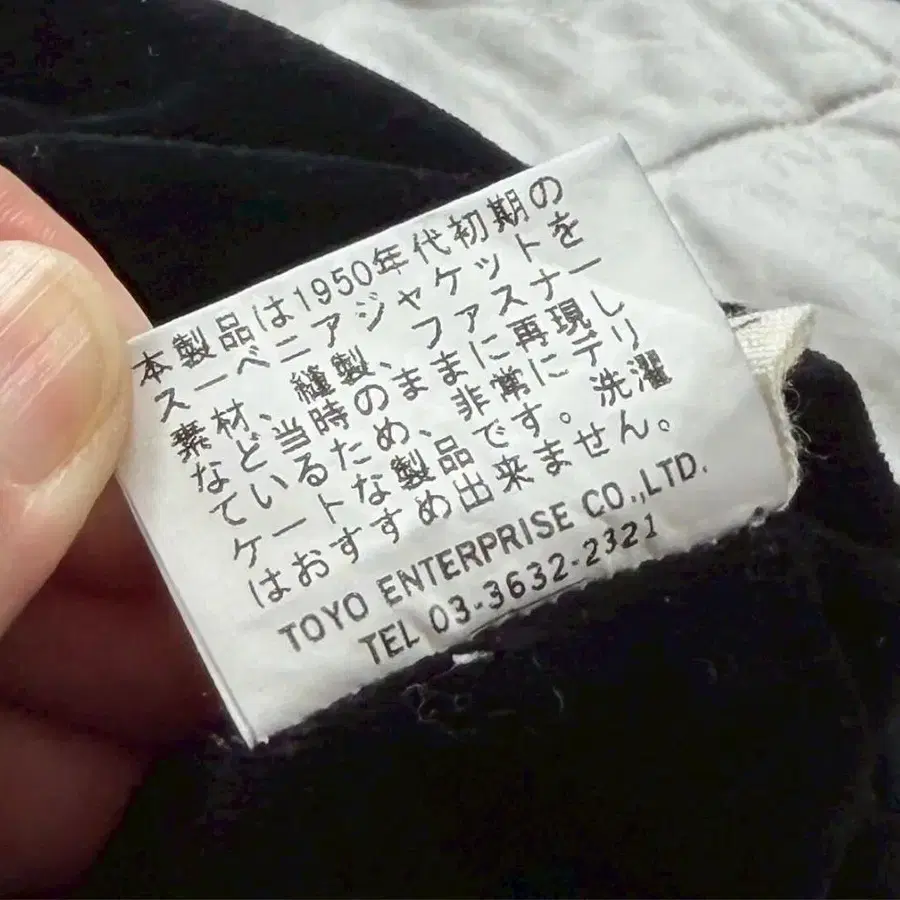 本製品は1950年代初期の
スーベニアジャケットを
素材、縫製、ファスナー
など当時のままに再現し
ているため、非常にデリ
ケートな製品です。洗濯
はおすすめ出来ません。
TOYO ENTERPRISE CO.,LTD.
TEL 03-3632-2321